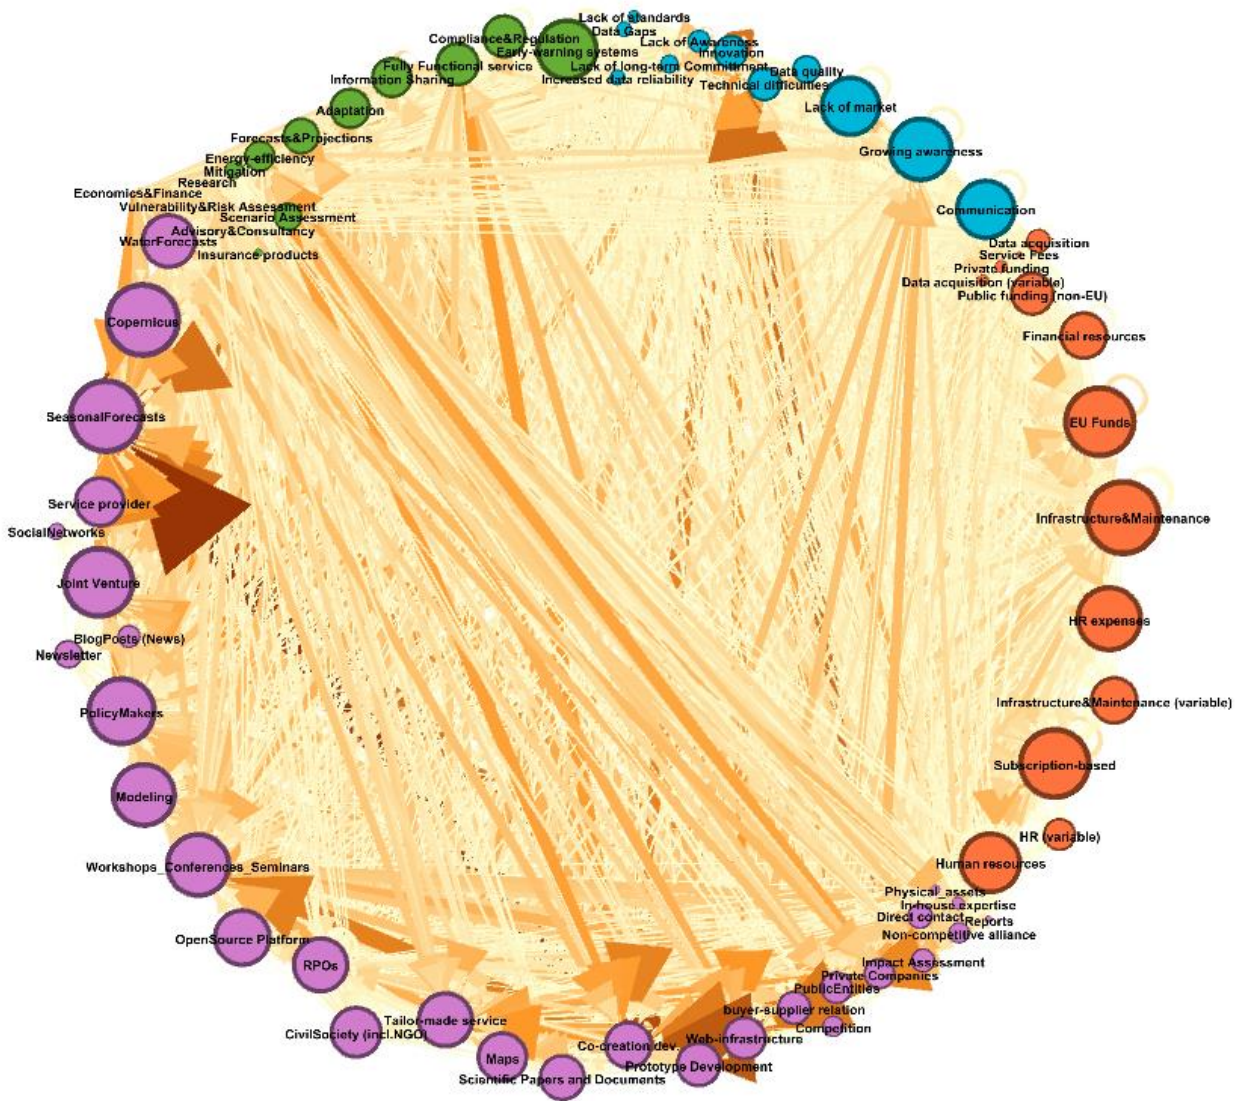 Lack of standards
Data Gaps
Compliance&Regulation
Lack of Awareness
Early-warning systems
Innovation
Fully Functional service
Lack of long-term Commitment
Data quality
Information Sharing
Increased data reliability
Technical difficulties
Adaptation
Lack of market
Forecasts&Projections
Growing awareness
Energy-efficiency
Mitigation
Research
Economics&Finance
Vulnerability&Risk Assessment
Communication
Scenario Assessment
Advisory&Consultancy
WaterForecasts
Data acquisition
Insurance-products
Service Fees
Private funding
Data acquisition (variable)
Public funding (non-EU)
Copernicus
Financial resources
SeasonalForecasts
EU Funds
Service provider
Infrastructure&Maintenance
SocialNetworks
Joint Venture
HR expenses
BlogPosts (News)
Newsletter
Infrastructure&Maintenance (variable)
PolicyMakers
Subscription-based
Modeling
HR (variable)
Workshops_Conferences_Seminars
Human resources
Physical_assets
In-house expertise
Direct contact
Reports
Non-competitive alliance
OpenSource Platform
RPOs
Impact Assessment
Private Companies
PublicEntities
buyer-supplier relation
Tailor-made service
Competition
CivilSociety (incl.NGO)
Web-infrastructure
Co-creation dev.
Maps
Prototype Development
Scientific Papers and Documents